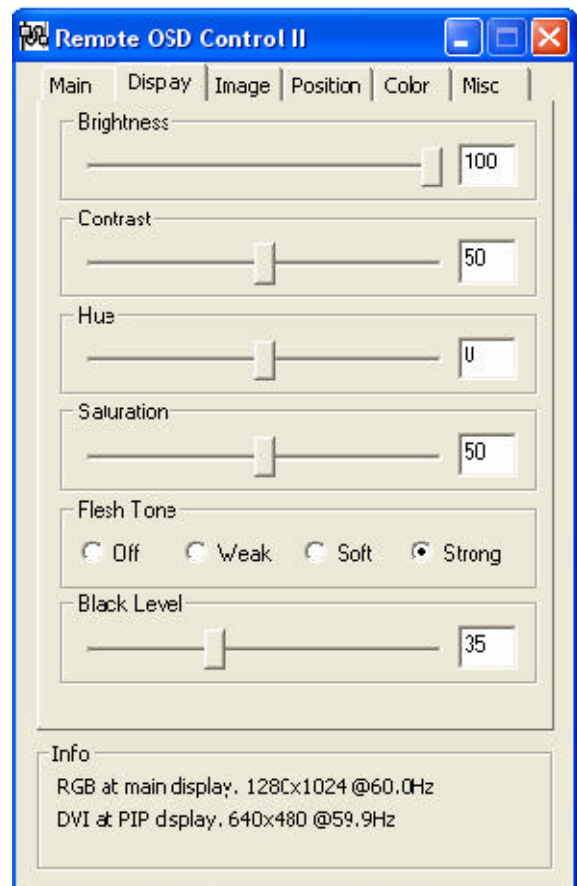 Remote OSD Control II
Main Dispay Image Position Color Misc
Brightness
100
Contrast
50
Hue
0
Saturation
50
Flesh Tone
Off Weak Soft Strong
Black Level
35
Info
RGB at main display. 1280x1024 @60.0Hz
DVI at PIP display. 640x480 @59.9Hz